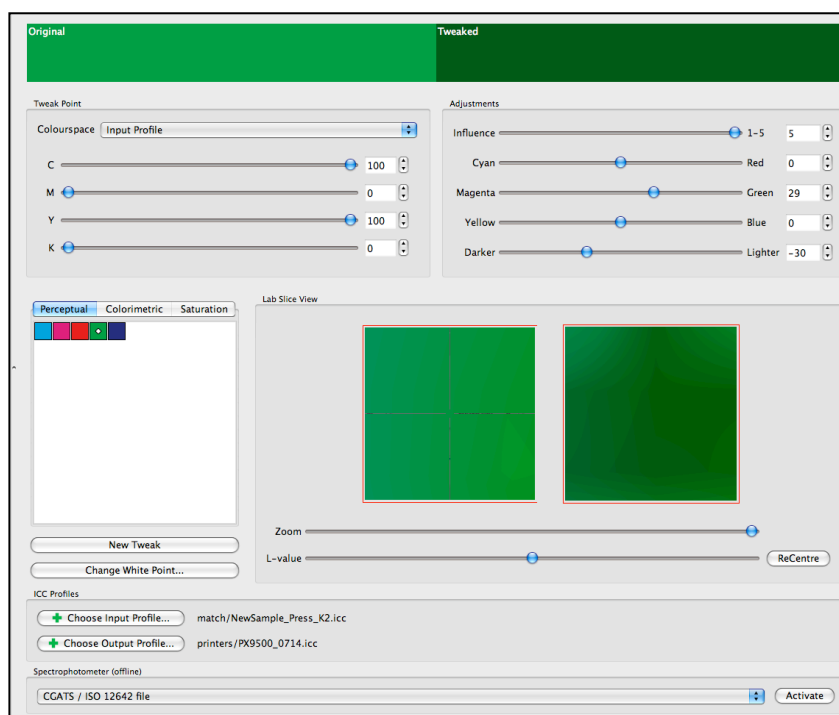 Original Tweaked
Tweak Point
Colourspace Input Profile
C 100
M 0
Y 100
K 0
Adjustments
Influence 1-5 5
Cyan Red 0
Magenta Green 29
Yellow Blue 0
Darker Lighter -30
Perceptual Colorimetric Saturation
New Tweak
Change White Point...
Lab Slice View
Zoom
L-value ReCentre
ICC Profiles
Choose Input Profile... match/NewSample_Press_K2.icc
Choose Output Profile... printers/PX9500_0714.icc
Spectrophotometer (offline)
CGATS / ISO 12642 file Activate